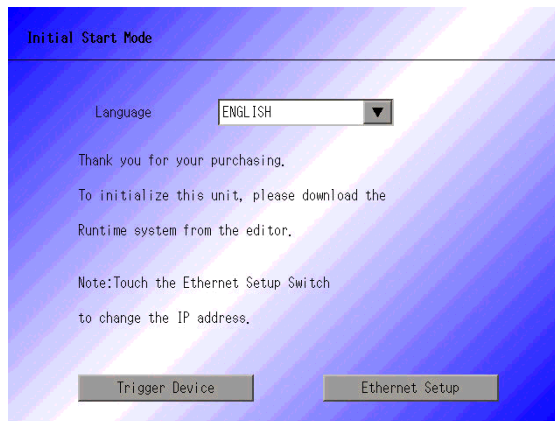 Initial Start Mode
Language ENGLISH
Thank you for your purchasing.
To initialize this unit, please download the
Runtime system from the editor.
Note:Touch the Ethernet Setup Switch
to change the IP address.
Trigger Device Ethernet Setup